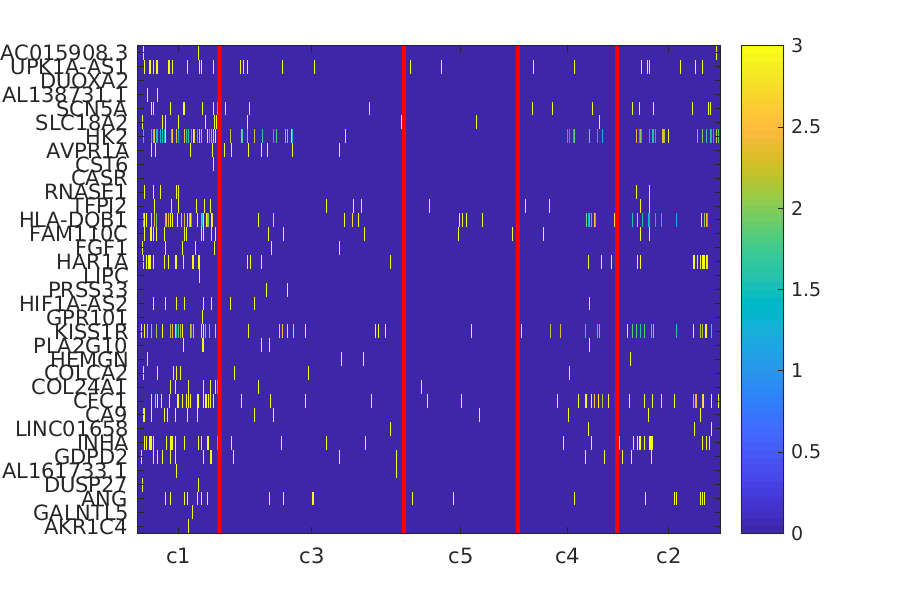 AC015908.3
UPK1A-AS1
DUOXA2
AL138731.1
SCN5A
SLC18A2
HK2
AVPR1A
CST6
CASR
RNASE1
TFPI2
HLA-DOB1
FAM110C
FGF1
HAR1A
LIPC
PRSS33
HIF1A-AS2
GPR101
KISS1R
PLA2G10
HEMGN
COLCA2
COL24A1
CFC1
CA9
LINC01658
INHA
GDPD2
AL161733.1
DUSP27
ANG
GALNTL5
AKR1C4
c1 c3 c5 c4 c2
3
2.5
2
1.5
1
0.5
0